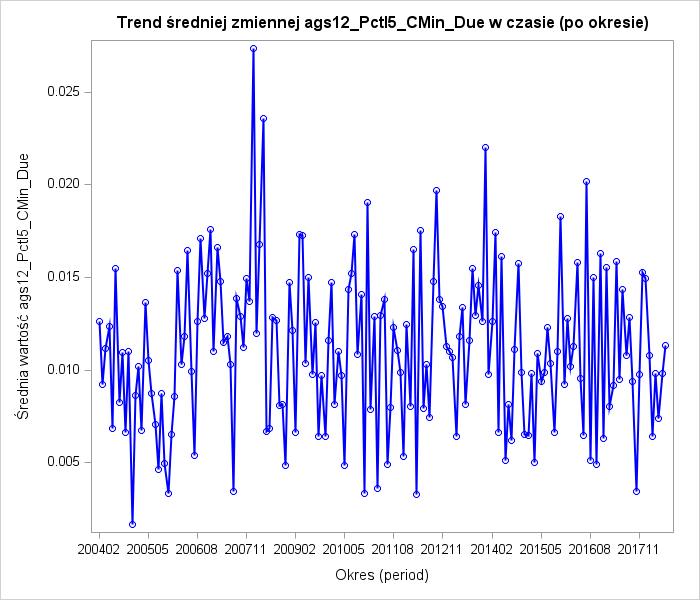 Trend średniej zmiennej ags12_Pctl5_CMin_Due w czasie (po okresie)
Średnia wartość ags12_Pctl5_CMin_Due
0.025
0.020
0.015
0.010
0.005
200402 200505 200608 200711 200902 201005 201108 201211 201402 201505 201608 201711
Okres (period)